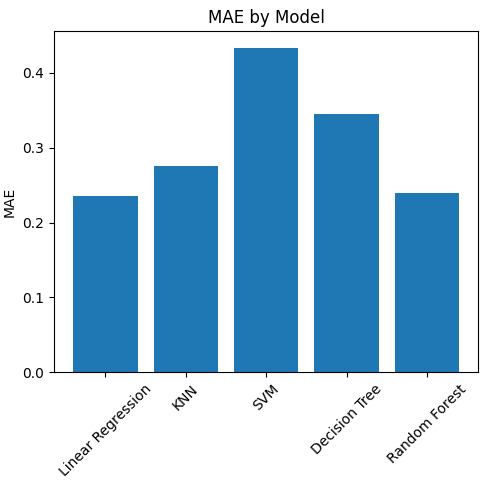 MAE by Model
MAE
0.4
0.3
0.2
0.1
0.0
Linear Regression
KNN
SVM
Decision Tree
Random Forest